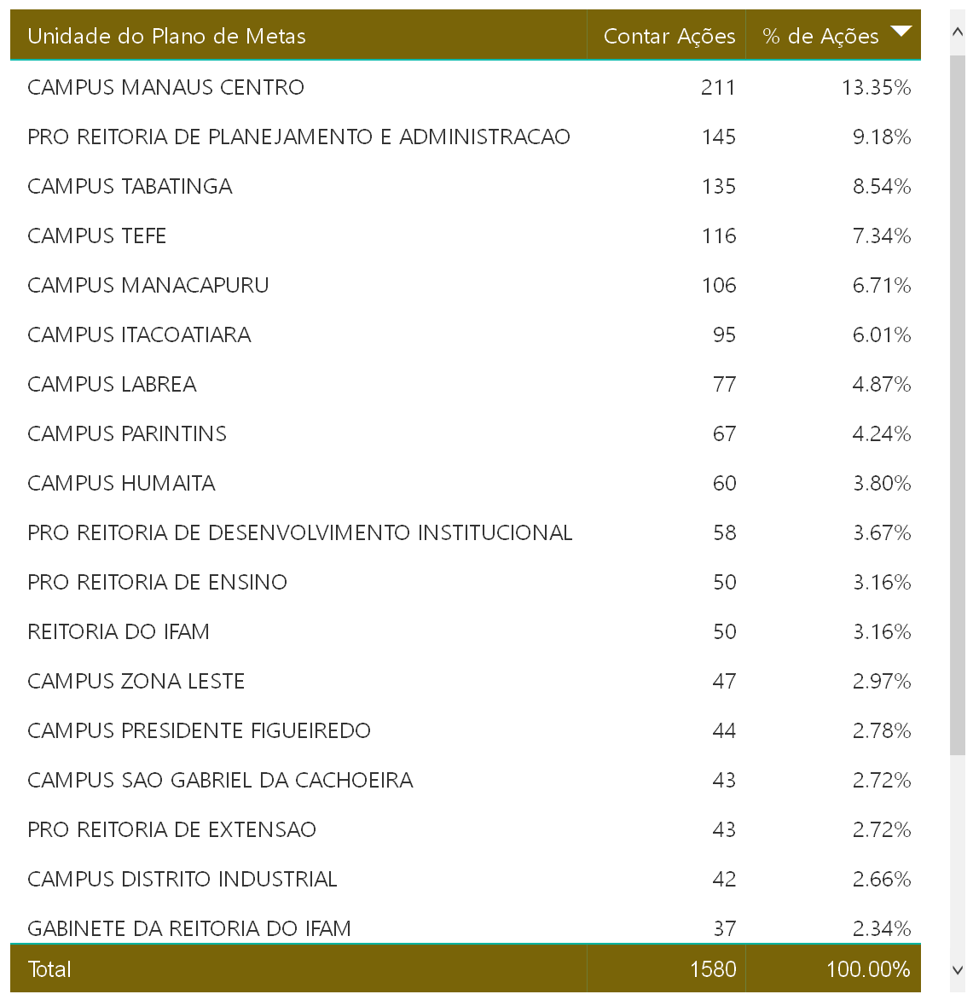 Unidade do Plano de Metas Contar Ações % de Ações
CAMPUS MANAUS CENTRO 211 13.35%
PRO REITORIA DE PLANEJAMENTO E ADMINISTRACAO 145 9.18%
CAMPUS TABATINGA 135 8.54%
CAMPUS TEFE 116 7.34%
CAMPUS MANACAPURU 106 6.71%
CAMPUS ITACOATIARA 95 6.01%
CAMPUS LABREA 77 4.87%
CAMPUS PARINTINS 67 4.24%
CAMPUS HUMAITA 60 3.80%
PRO REITORIA DE DESENVOLVIMENTO INSTITUCIONAL 58 3.67%
PRO REITORIA DE ENSINO 50 3.16%
REITORIA DO IFAM 50 3.16%
CAMPUS ZONA LESTE 47 2.97%
CAMPUS PRESIDENTE FIGUEIREDO 44 2.78%
CAMPUS SAO GABRIEL DA CACHOEIRA 43 2.72%
PRO REITORIA DE EXTENSAO 43 2.72%
CAMPUS DISTRITO INDUSTRIAL 42 2.66%
GABINETE DA REITORIA DO IFAM 37 2.34%
Total 1580 100.00%